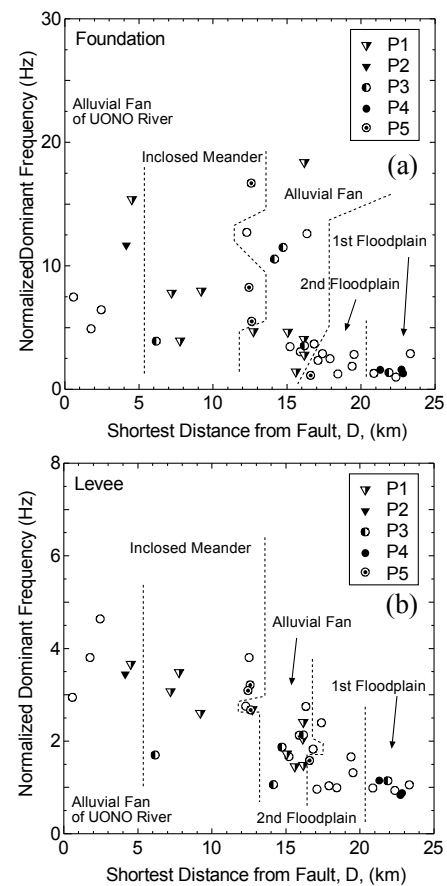 Foundation
P1
P2
P3
P4
P5
Alluvial Fan
of UONO River
Inclosed Meander
(a)
Alluvial Fan
1st Floodplain
2nd Floodplain
NormalizedDominant Frequency (Hz)
30
20
10
0
0 5 10 15 20 25
Shortest Distance from Fault, D, (km)
Levee
P1
P2
P3
P4
P5
Inclosed Meander
(b)
Alluvial Fan
1st Floodplain
Alluvial Fan
of UONO River
2nd Floodplain
Normalized Dominant Frequency (Hz)
8
6
4
2
0
0 5 10 15 20 25
Shortest Distance from Fault, D, (km)